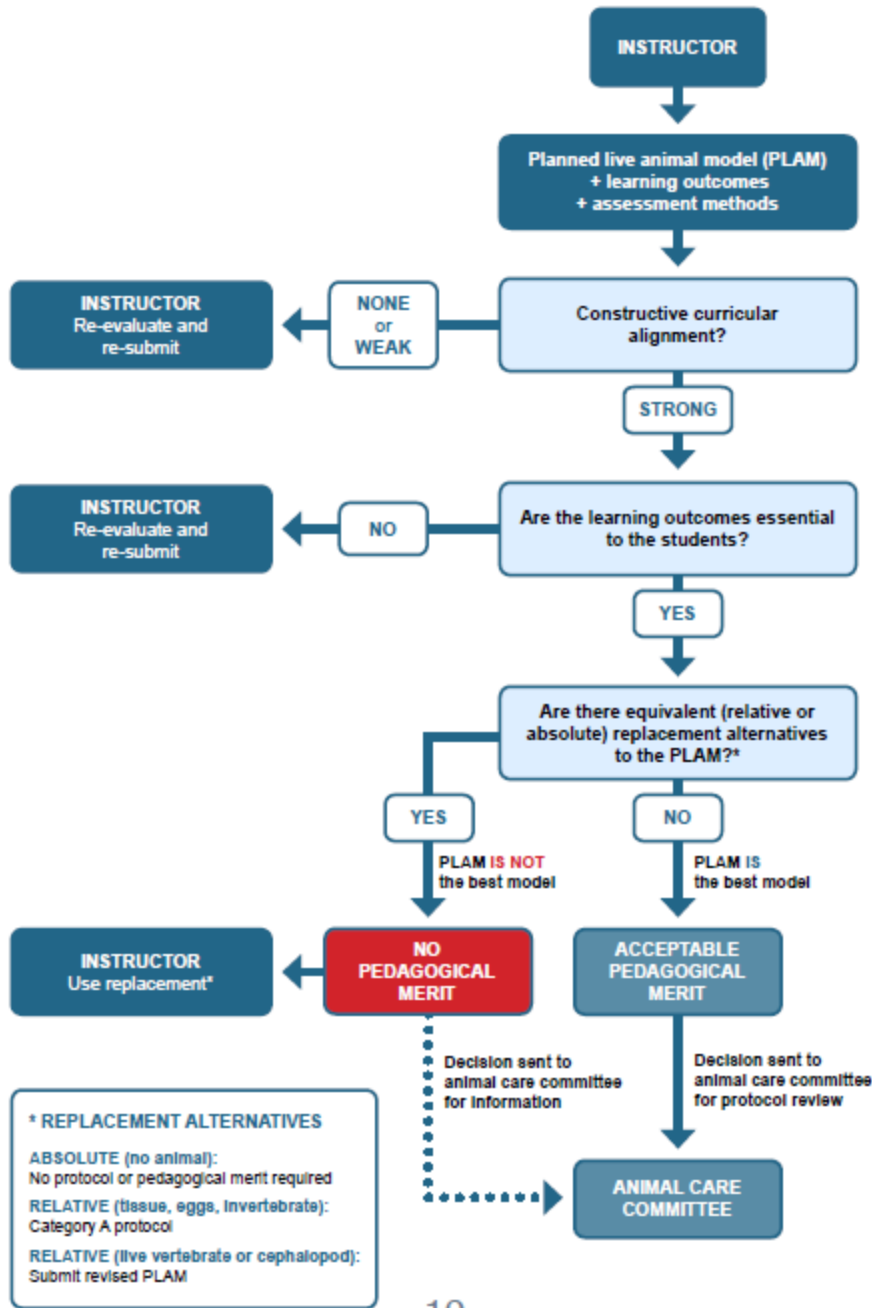 INSTRUCTOR
Planned live animal model (PLAM)
+ learning outcomes
+ assessment methods
INSTRUCTOR
Re-evaluate and
re-submit
NONE
or
WEAK
Constructive curricular
alignment?
STRONG
INSTRUCTOR
Re-evaluate and
re-submit
NO
Are the learning outcomes essential
to the students?
YES
Are there equivalent (relative or
absolute) replacement alternatives
to the PLAM?*
YES
NO
PLAM IS NOT
the best model
PLAM IS
the best model
INSTRUCTOR
Use replacement*
NO
PEDAGOGICAL
MERIT
ACCEPTABLE
PEDAGOGICAL
MERIT
Decision sent to
animal care committee
for information
Decision sent to
animal care committee
for protocol review
* REPLACEMENT ALTERNATIVES
ABSOLUTE (no animal):
No protocol or pedagogical merit required
RELATIVE (tissue, eggs, invertebrate):
Category A protocol
RELATIVE (live vertebrate or cephalopod):
Submit revised PLAM
ANIMAL CARE
COMMITTEE